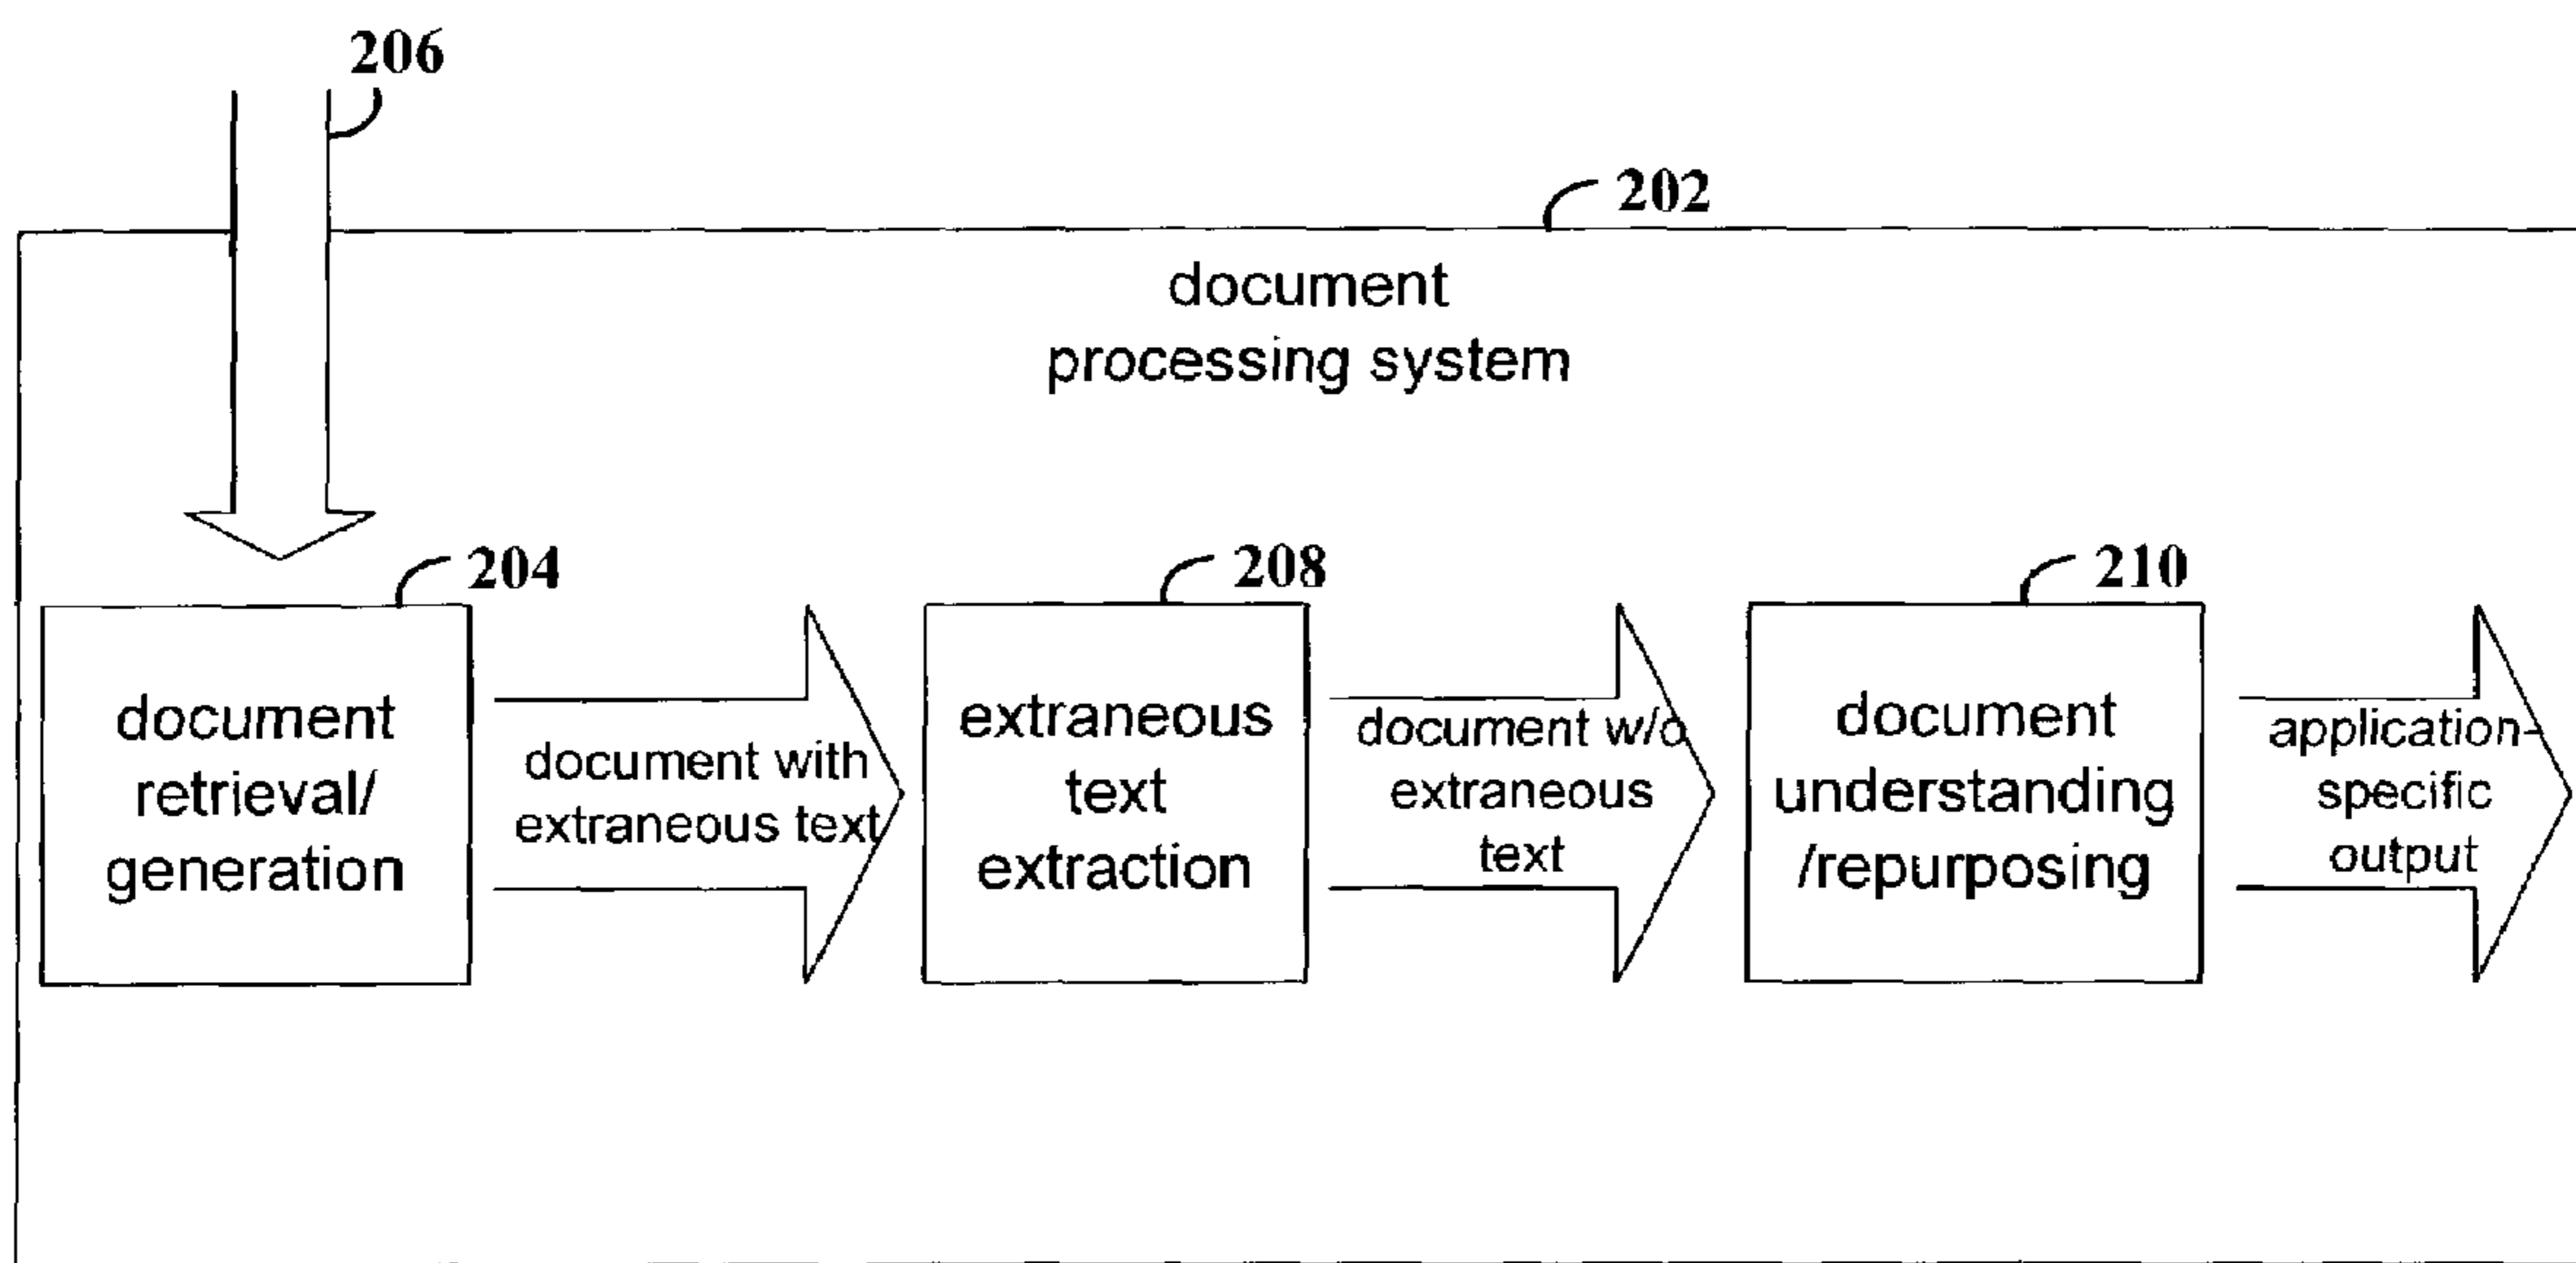 206
202
document
processing system
204
208
210
document
retrieval/
generation
document with
extraneous text
extraneous
text
extraction
document w/o
extraneous
text
document
understanding
/repurposing
application-
specific
output